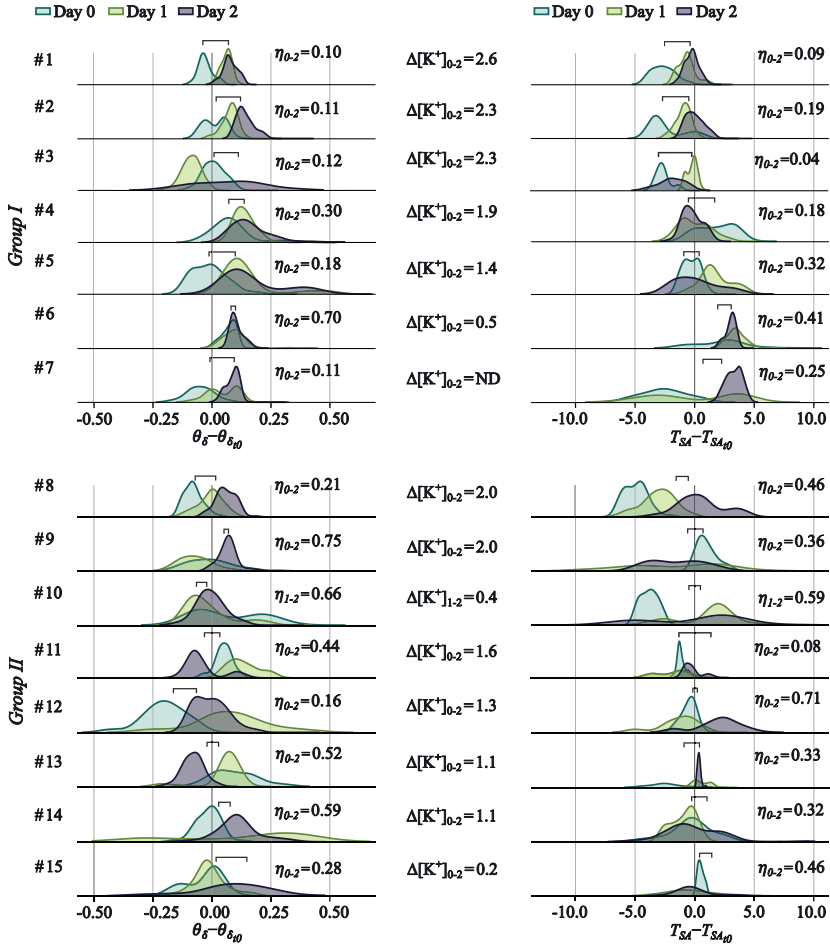 Day 0 Day 1 Day 2 Day 0 Day 1 Day 2
Group I
#1 η0-2=0.10 Δ[K+]0-2=2.6 η0-2=0.09
#2 η0-2=0.11 Δ[K+]0-2=2.3 η0-2=0.19
#3 η0-2=0.12 Δ[K+]0-2=2.3 η0-2=0.04
#4 η0-2=0.30 Δ[K+]0-2=1.9 η0-2=0.18
#5 η0-2=0.18 Δ[K+]0-2=1.4 η0-2=0.32
#6 η0-2=0.70 Δ[K+]0-2=0.5 η0-2=0.41
#7 η0-2=0.11 Δ[K+]0-2=ND η0-2=0.25
-0.50 -0.25 0.00 0.25 0.50 -10.0 -5.0 0.0 5.0 10.0
θδ−θδt0 TSA−TSAt0
Group II
#8 η0-2=0.21 Δ[K+]0-2=2.0 η0-2=0.46
#9 η0-2=0.75 Δ[K+]0-2=2.0 η0-2=0.36
#10 η1-2=0.66 Δ[K+]1-2=0.4 η1-2=0.59
#11 η0-2=0.44 Δ[K+]0-2=1.6 η0-2=0.08
#12 η0-2=0.16 Δ[K+]0-2=1.3 η0-2=0.71
#13 η0-2=0.52 Δ[K+]0-2=1.1 η0-2=0.33
#14 η0-2=0.59 Δ[K+]0-2=1.1 η0-2=0.32
#15 η0-2=0.28 Δ[K+]0-2=0.2 η0-2=0.46
-0.50 -0.25 0.00 0.25 0.50 -10.0 -5.0 0.0 5.0 10.0
θδ−θδt0 TSA−TSAt0